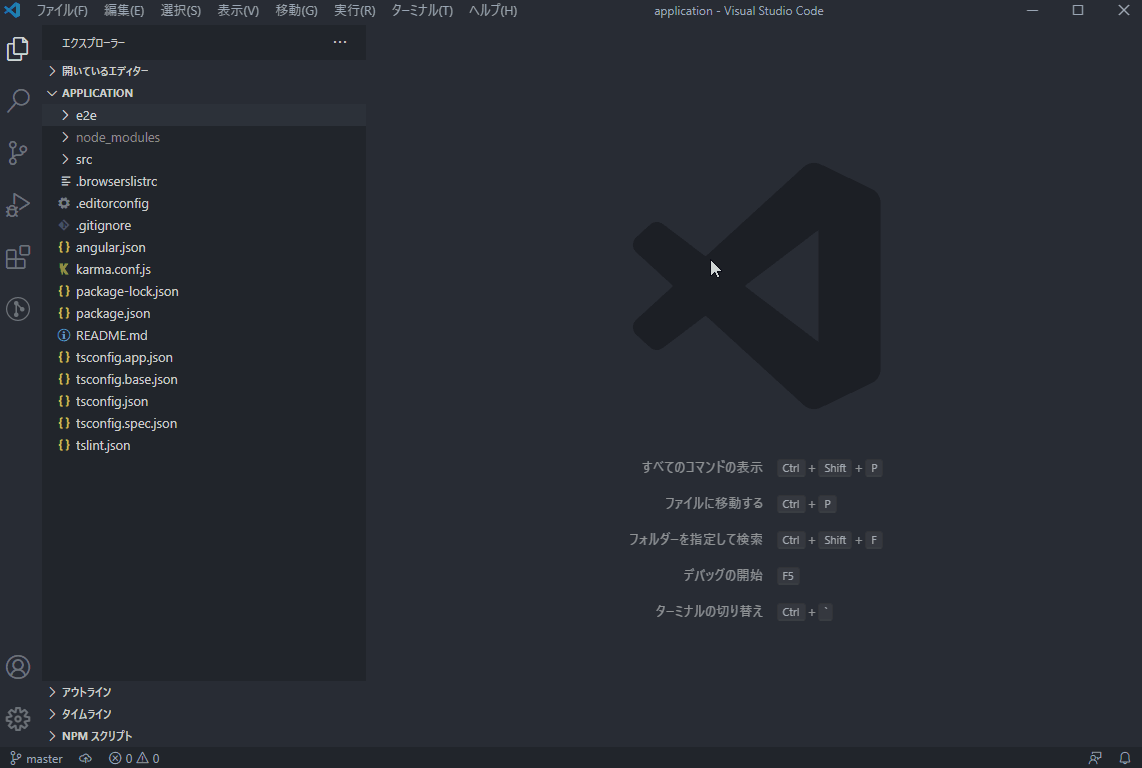 ファイル(F) 編集(E) 選択(S) 表示(V) 移動(G) 実行(R) ターミナル(T) ヘルプ(H) application - Visual Studio Code
エクスプローラー
開いているエディター
APPLICATION
e2e
node_modules
src
.browserslistrc
.editorconfig
.gitignore
angular.json
karma.conf.js
package-lock.json
package.json
README.md
tsconfig.app.json
tsconfig.base.json
tsconfig.json
tsconfig.spec.json
tslint.json
すべてのコマンドの表示 Ctrl + Shift + P
ファイルに移動する Ctrl + P
フォルダーを指定して検索 Ctrl + Shift + F
デバッグの開始 F5
ターミナルの切り替え Ctrl + `
アウトライン
タイムライン
NPM スクリプト
master 0 0